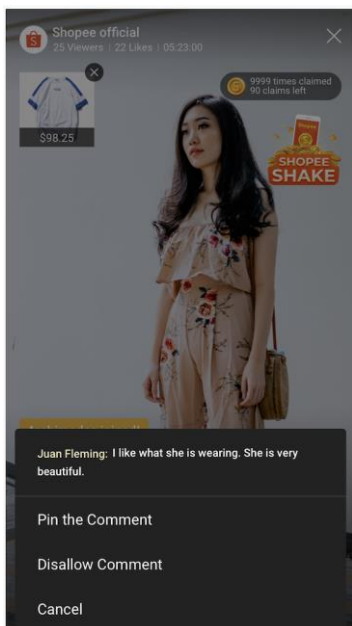 Shopee official
25 Viewers | 22 Likes | 05:23:00
9999 times claimed
90 claims left
$98.25
Shopee
SHOPEE
SHAKE
Juan Fleming: I like what she is wearing. She is very
beautiful.
Pin the Comment
Disallow Comment
Cancel